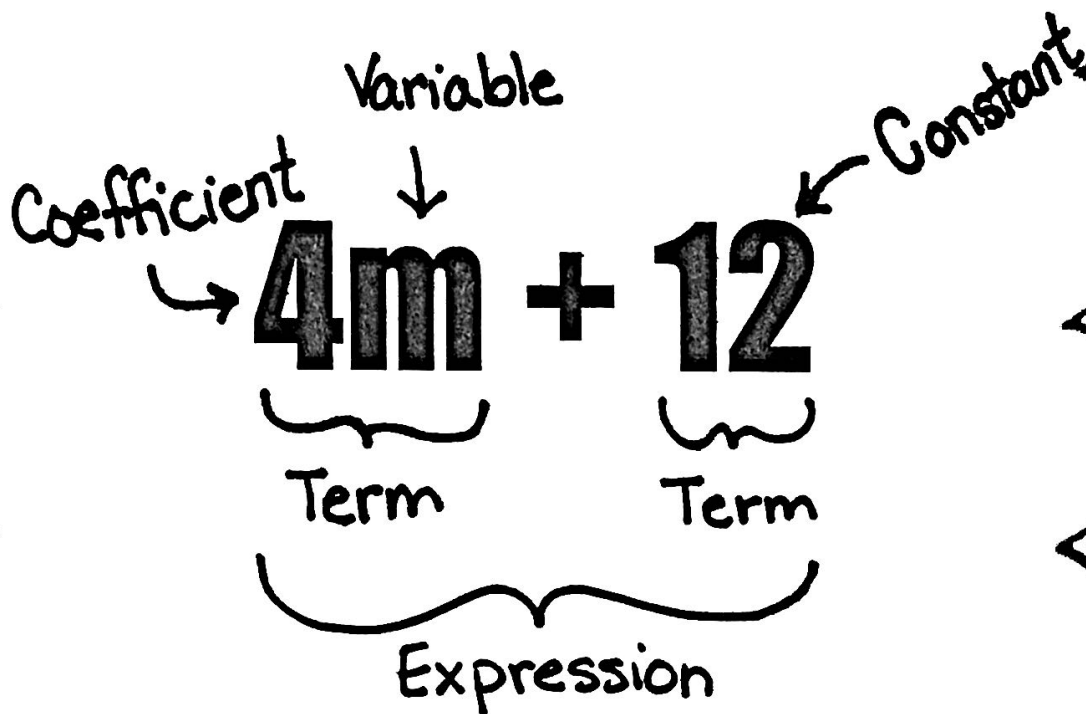 Variable
Constant
Coefficient
4m + 12
Term Term
Expression